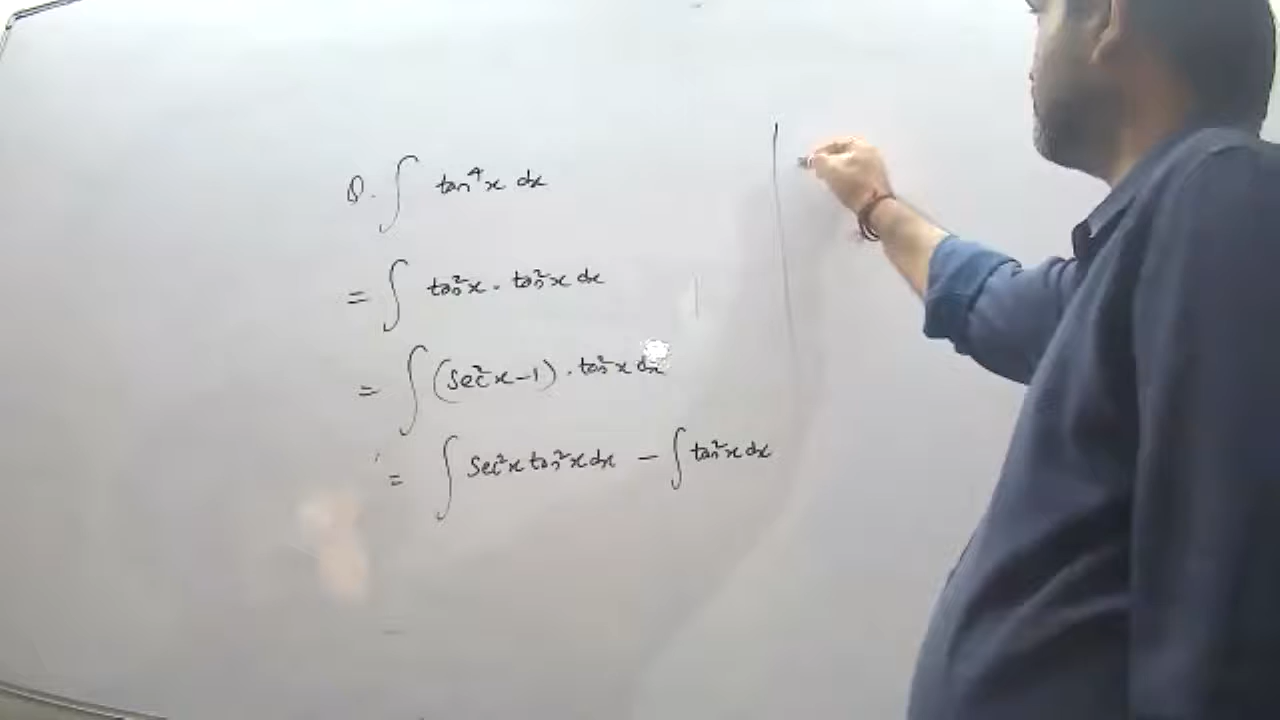 Q. ∫ tan⁴x dx
= ∫ tan²x . tan²x dx
= ∫ (sec²x-1) . tan²x dx
= ∫ sec²x tan²x dx - ∫ tan²x dx